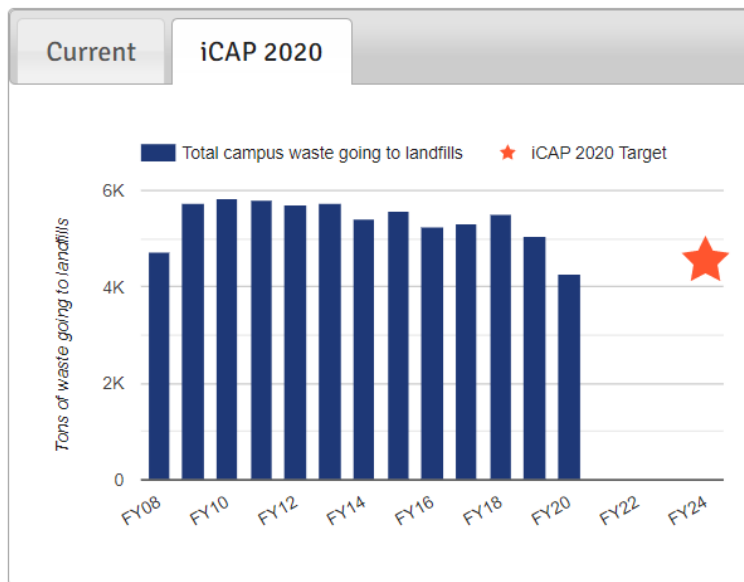 Current
iCAP 2020
Total campus waste going to landfills
iCAP 2020 Target
Tons of waste going to landfills
6K
4K
2K
0
FY08
FY10
FY12
FY14
FY16
FY18
FY20
FY22
FY24